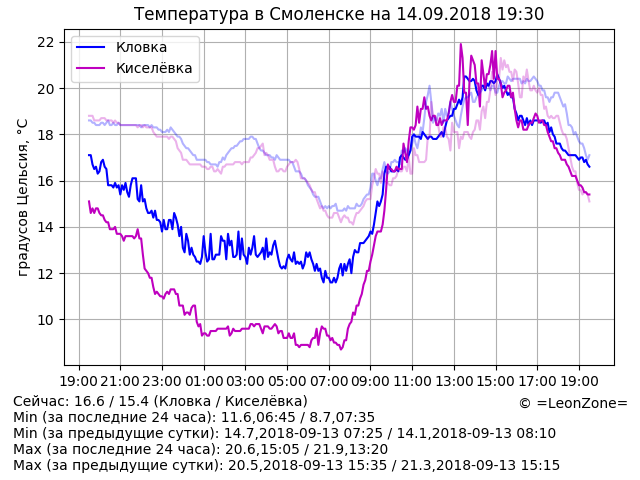 Температура в Смоленске на 14.09.2018 19:30
Кловка
Киселёвка
градусов Цельсия, °C
22
20
18
16
14
12
10
19:00 21:00 23:00 01:00 03:00 05:00 07:00 09:00 11:00 13:00 15:00 17:00 19:00
Сейчас: 16.6 / 15.4 (Кловка / Киселёвка)
© =LeonZone=
Min (за последние 24 часа): 11.6,06:45 / 8.7,07:35
Min (за предыдущие сутки): 14.7,2018-09-13 07:25 / 14.1,2018-09-13 08:10
Max (за последние 24 часа): 20.6,15:05 / 21.9,13:20
Max (за предыдущие сутки): 20.5,2018-09-13 15:35 / 21.3,2018-09-13 15:15